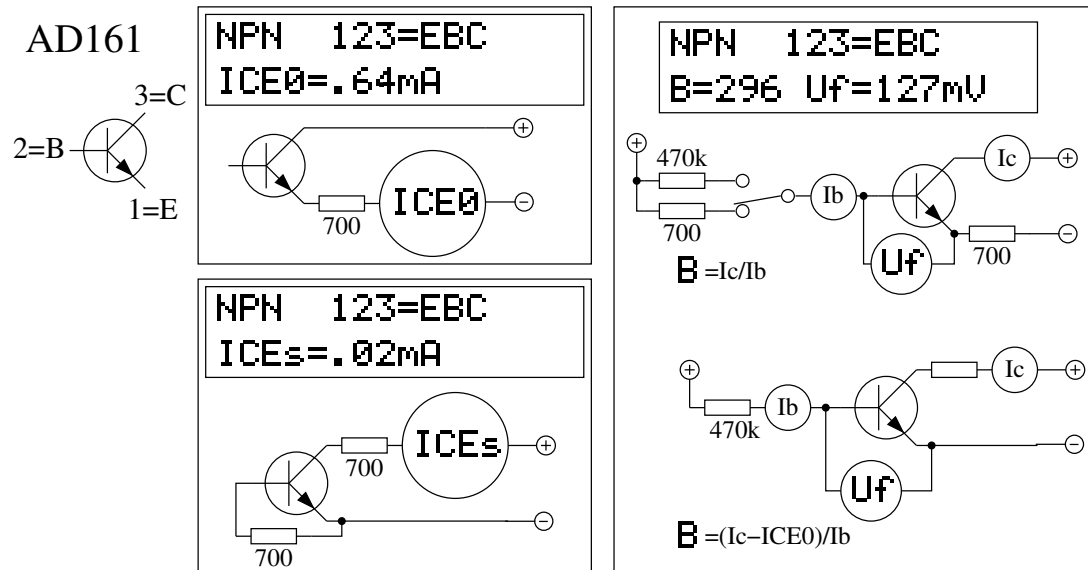 AD161
3=C
2=B
1=E
NPN 123=EBC
ICE0=.64mA
+
ICE0
−
700
NPN 123=EBC
ICEs=.02mA
ICEs
+
700
−
700
NPN 123=EBC
B=296 Uf=127mV
+
470k
700
Ib
Ic
+
Uf
−
700
B =Ic/Ib
+
470k
Ib
Ic
+
−
Uf
B =(Ic−ICE0)/Ib